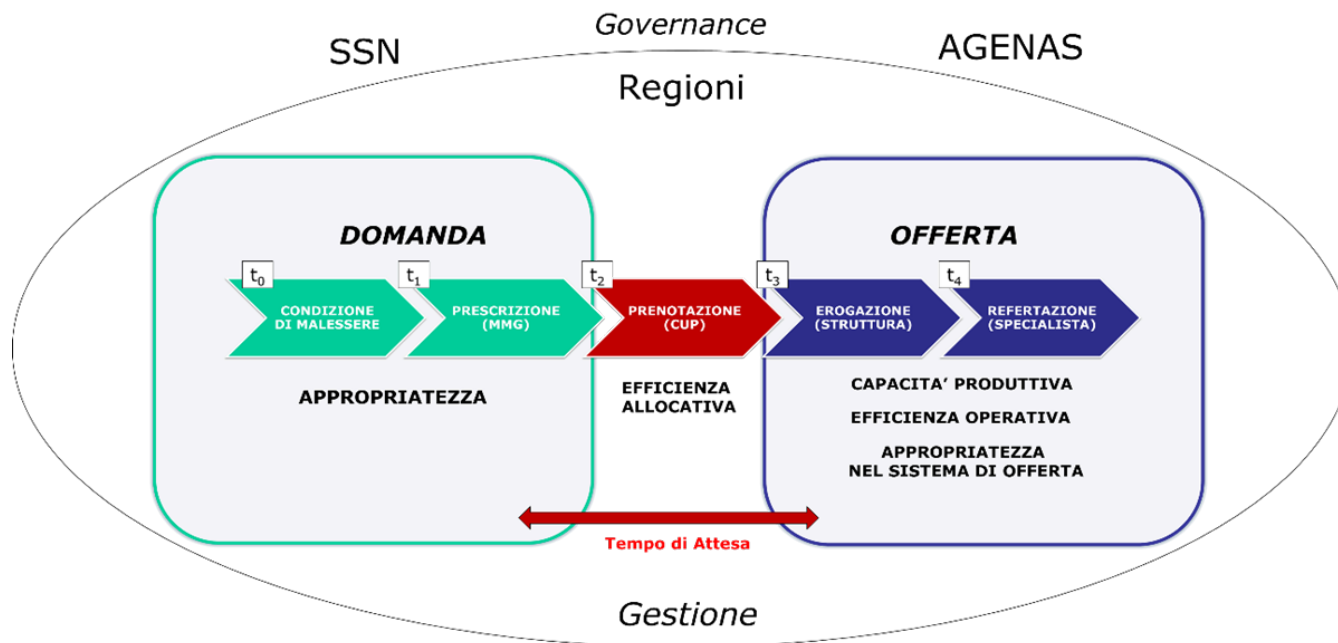 Governance
SSN
AGENAS
Regioni
DOMANDA
OFFERTA
t0
t1
t2
t3
t4
CONDIZIONE
DI MALESSERE
PRESCRIZIONE
(MMG)
PRENOTAZIONE
(CUP)
EROGAZIONE
(STRUTTURA)
REFERTAZIONE
(SPECIALISTA)
APPROPRIATEZZA
EFFICIENZA
ALLOCATIVA
CAPACITA’ PRODUTTIVA
EFFICIENZA OPERATIVA
APPROPRIATEZZA
NEL SISTEMA DI OFFERTA
Tempo di Attesa
Gestione